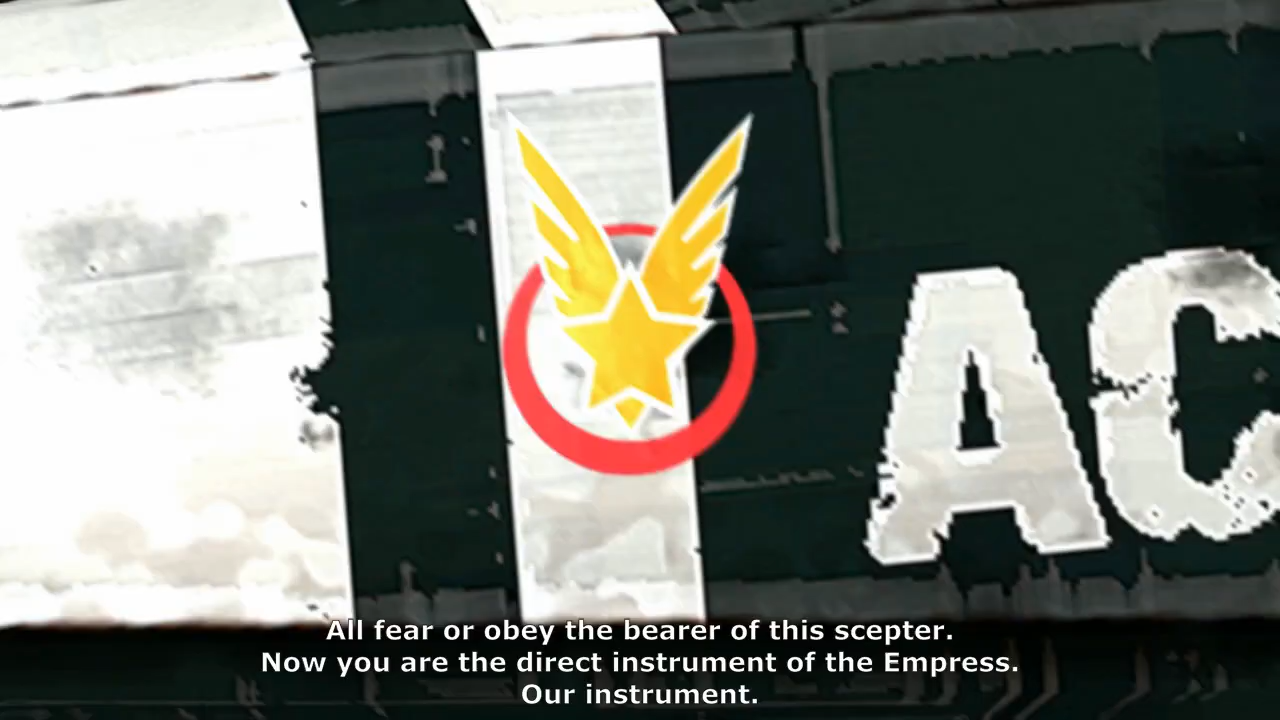 AC
All fear or obey the bearer of this scepter.
Now you are the direct instrument of the Empress.
Our instrument.